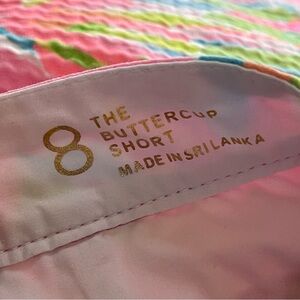 8
THE
BUTTERCUP
SHORT
MADE IN SRI LANKA